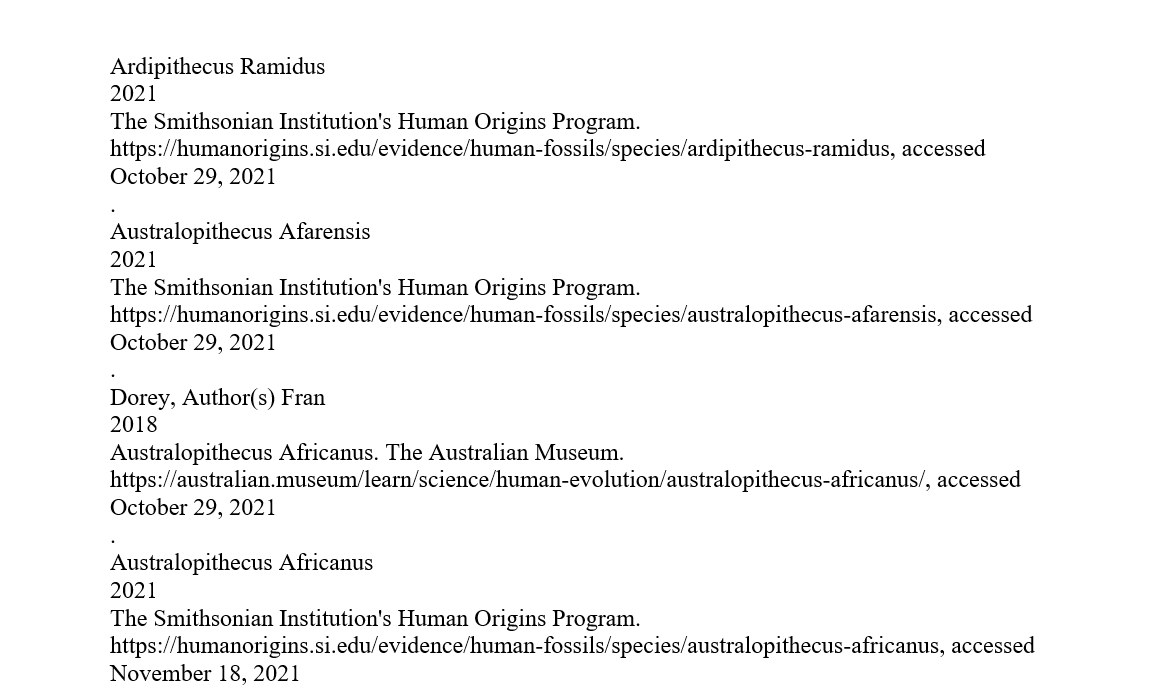 Ardipithecus Ramidus
2021
The Smithsonian Institution's Human Origins Program.
https://humanorigins.si.edu/evidence/human-fossils/species/ardipithecus-ramidus, accessed
October 29, 2021
.
Australopithecus Afarensis
2021
The Smithsonian Institution's Human Origins Program.
https://humanorigins.si.edu/evidence/human-fossils/species/australopithecus-afarensis, accessed
October 29, 2021
.
Dorey, Author(s) Fran
2018
Australopithecus Africanus. The Australian Museum.
https://australian.museum/learn/science/human-evolution/australopithecus-africanus/, accessed
October 29, 2021
.
Australopithecus Africanus
2021
The Smithsonian Institution's Human Origins Program.
https://humanorigins.si.edu/evidence/human-fossils/species/australopithecus-africanus, accessed
November 18, 2021